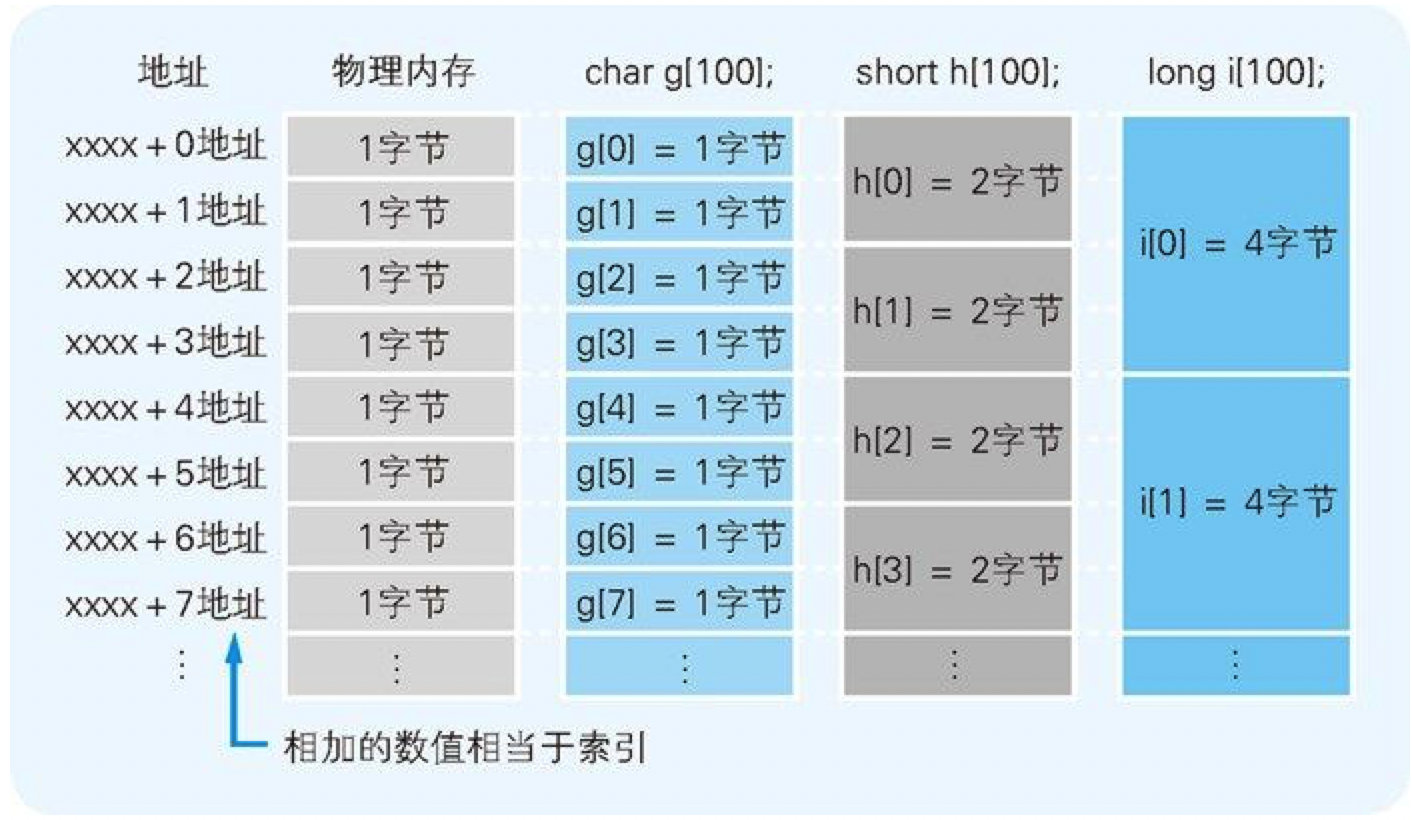 地址 物理内存 char g[100]; short h[100]; long i[100];
xxxx + 0地址 1字节 g[0] = 1字节 h[0] = 2字节 i[0] = 4字节
xxxx + 1地址 1字节 g[1] = 1字节
xxxx + 2地址 1字节 g[2] = 1字节 h[1] = 2字节
xxxx + 3地址 1字节 g[3] = 1字节
xxxx + 4地址 1字节 g[4] = 1字节 h[2] = 2字节 i[1] = 4字节
xxxx + 5地址 1字节 g[5] = 1字节
xxxx + 6地址 1字节 g[6] = 1字节 h[3] = 2字节
xxxx + 7地址 1字节 g[7] = 1字节
⋮ ⋮ ⋮ ⋮ ⋮
相加的数值相当于索引